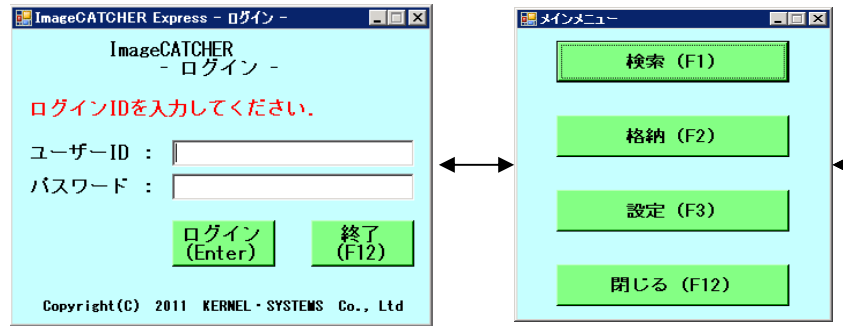 ImageCATCHER Express - ログイン -
ImageCATCHER
- ログイン -
ログインIDを入力してください.
ユーザーID :
パスワード :
ログイン
(Enter)
終了
(F12)
Copyright(C) 2011 KERNEL・SYSTEMS Co., Ltd
メインメニュー
検索 (F1)
格納 (F2)
設定 (F3)
閉じる (F12)